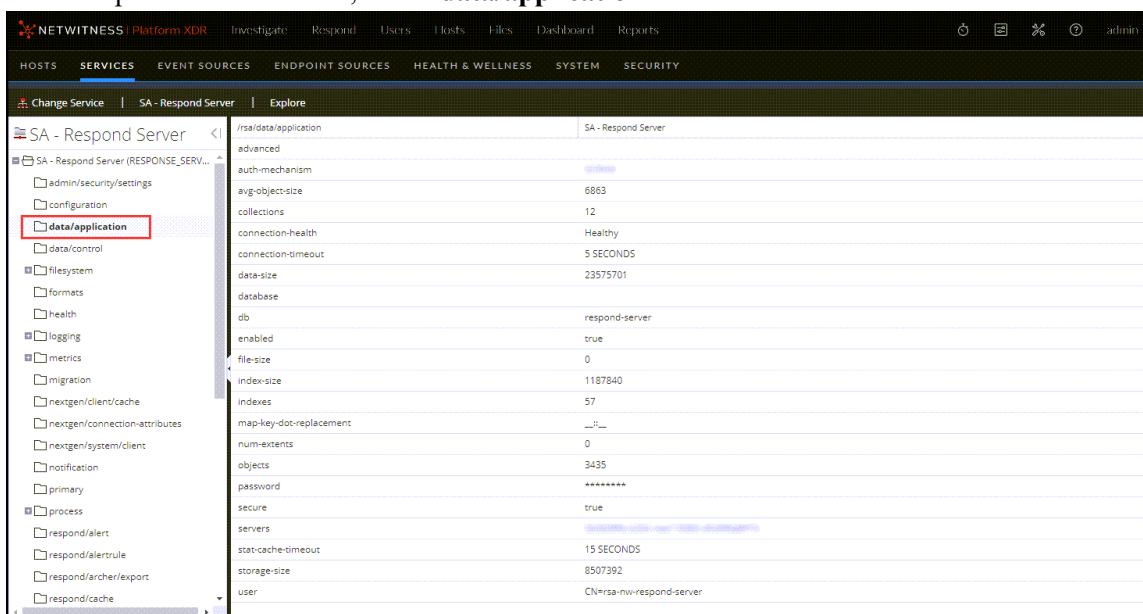 NETWITNESS | Platform XDR Investigate Respond Users Hosts Files Dashboard Reports admin
HOSTS SERVICES EVENT SOURCES ENDPOINT SOURCES HEALTH & WELLNESS SYSTEM SECURITY
Change Service | SA - Respond Server | Explore
SA - Respond Server
SA - Respond Server (RESPONSE_SERV...
admin/security/settings
configuration
data/application
data/control
filesystem
formats
health
logging
metrics
migration
nextgen/client/cache
nextgen/connection-attributes
nextgen/system/client
notification
primary
process
respond/alert
respond/alertrule
respond/archer/export
respond/cache
/rsa/data/application SA - Respond Server
advanced
auth-mechanism
avg-object-size 6863
collections 12
connection-health Healthy
connection-timeout 5 SECONDS
data-size 23575701
database
db respond-server
enabled true
file-size 0
index-size 1187840
indexes 57
map-key-dot-replacement __::__
num-extents 0
objects 3435
password ********
secure true
servers
stat-cache-timeout 15 SECONDS
storage-size 8507392
user CN=rsa-nw-respond-server